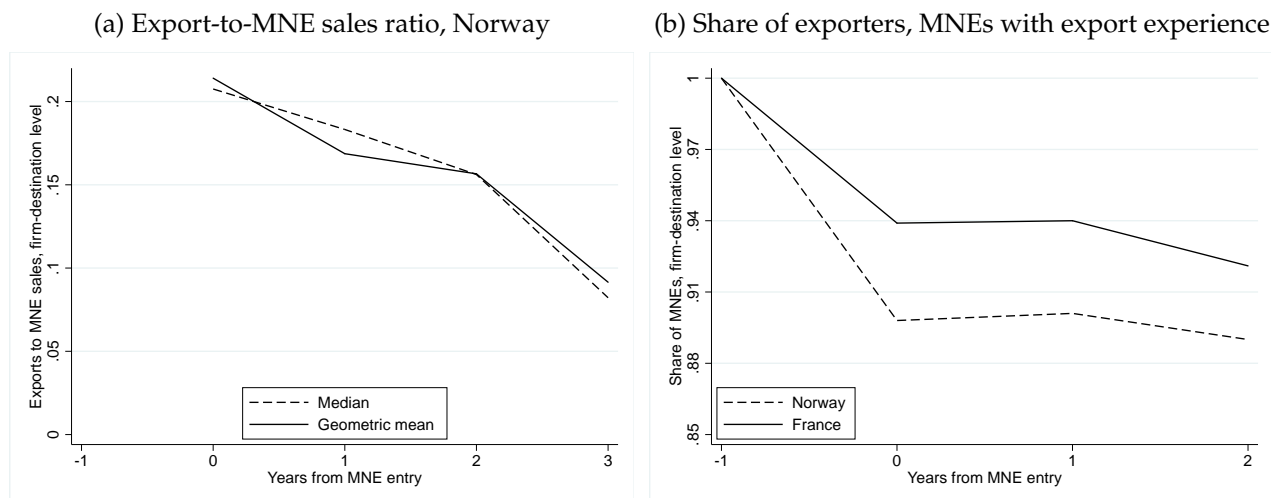 (a) Export-to-MNE sales ratio, Norway
Exports to MNE sales, firm-destination level
.2
.15
.1
.05
0
-1 0 1 2 3
Years from MNE entry
Median
Geometric mean
(b) Share of exporters, MNEs with export experience
Share of MNEs, firm-destination level
1
.97
.94
.91
.88
.85
-1 0 1 2
Years from MNE entry
Norway
France